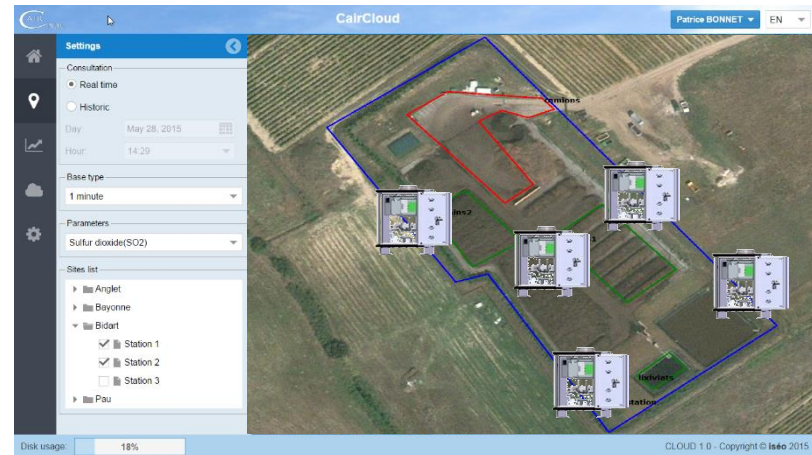 CairCloud
Patrice BONNET
EN
Settings
Consultation
Real time
Historic
Day:
May 28, 2015
Hour:
14:29
Base type
1 minute
Parameters
Sulfur dioxide(SO2)
Sites list
Anglet
Bayonne
Bidart
Station 1
Station 2
Station 3
Pau
camions
lixiviats
Disk usage:
18%
CLOUD 1.0 - Copyright © iséo 2015